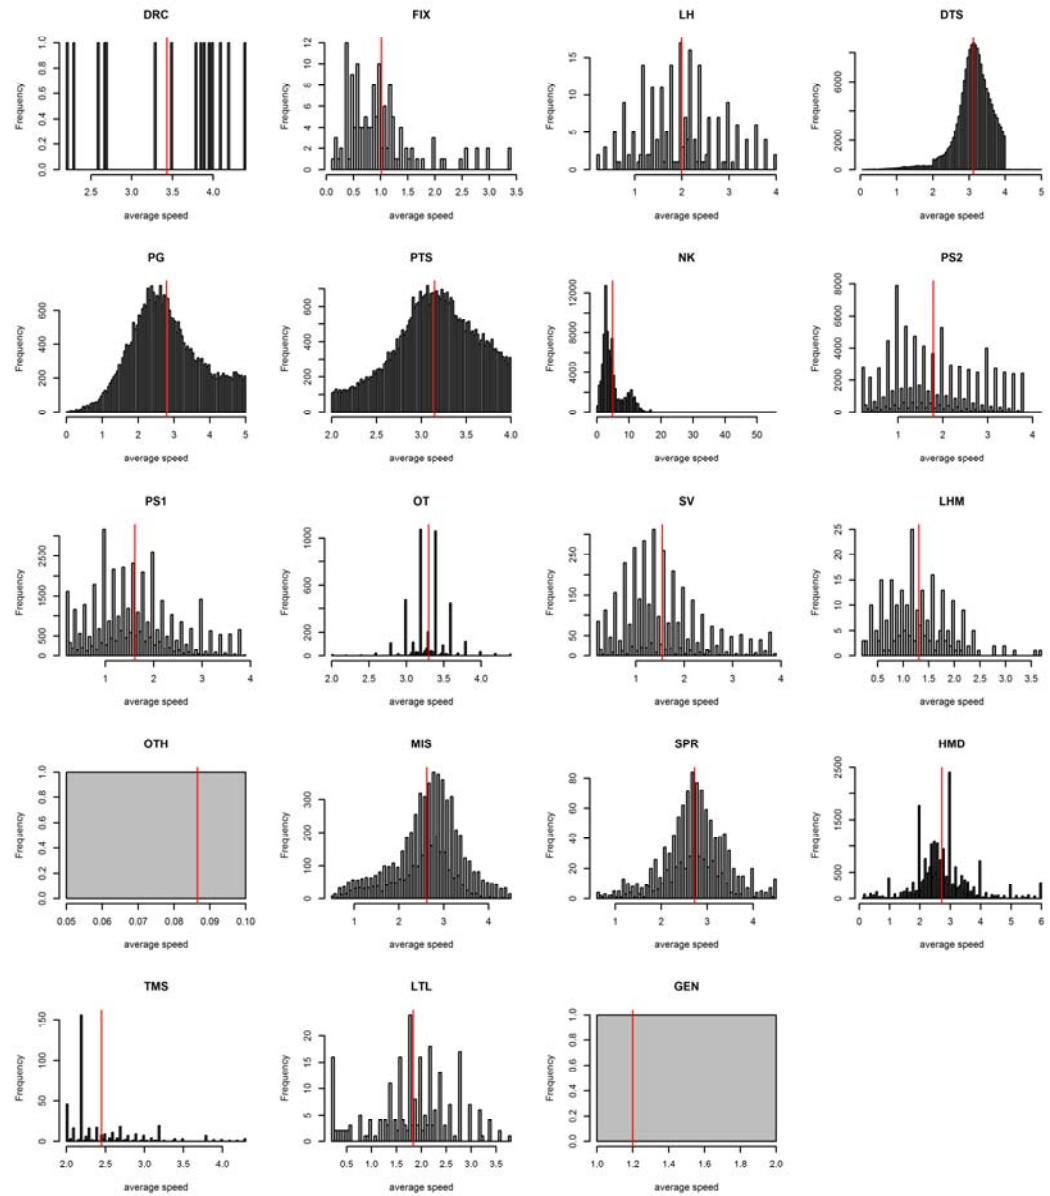 DRC
Frequency
0.0 0.2 0.4 0.6 0.8 1.0
2.5 3.0 3.5 4.0
average speed
FIX
Frequency
0 2 4 6 8 10 12
0.0 0.5 1.0 1.5 2.0 2.5 3.0 3.5
average speed
LH
Frequency
0 5 10 15
1 2 3 4
average speed
DTS
Frequency
0 2000 6000
0 1 2 3 4 5
average speed
PG
Frequency
0 200 400 600
0 1 2 3 4 5
average speed
PTS
Frequency
0 200 400 600
2.0 2.5 3.0 3.5 4.0
average speed
NK
Frequency
0 4000 8000 12000
0 10 20 30 40 50
average speed
PS2
Frequency
0 2000 4000 6000 8000
1 2 3 4
average speed
PS1
Frequency
0 500 1500 2500
0 1 2 3 4
average speed
OT
Frequency
0 200 600 1000
2.0 2.5 3.0 3.5 4.0
average speed
SV
Frequency
0 50 150 250
1 2 3 4
average speed
LHM
Frequency
0 5 10 15 20 25
0.5 1.0 1.5 2.0 2.5 3.0 3.5
average speed
OTH
Frequency
0.0 0.2 0.4 0.6 0.8 1.0
0.05 0.06 0.07 0.08 0.09 0.10
average speed
MIS
Frequency
0 100 200 300
1 2 3 4
average speed
SPR
Frequency
0 20 40 60 80
1 2 3 4
average speed
HMD
Frequency
0 500 1500 2500
0 1 2 3 4 5 6
average speed
TMS
Frequency
0 50 100 150
2.0 2.5 3.0 3.5 4.0
average speed
LTL
Frequency
0 5 10 15 20
0.5 1.0 1.5 2.0 2.5 3.0 3.5
average speed
GEN
Frequency
0.0 0.2 0.4 0.6 0.8 1.0
1.0 1.2 1.4 1.6 1.8 2.0
average speed